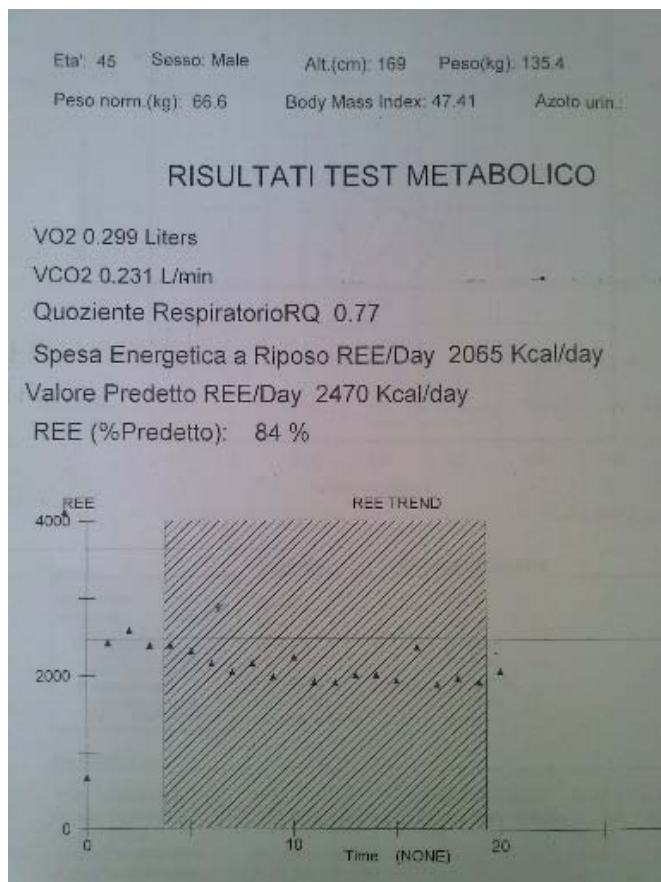 Eta': 45 Sesso: Male Alt.(cm): 169 Peso(kg): 135.4
Peso norm.(kg): 66.6 Body Mass Index: 47.41 Azoto urin.:
RISULTATI TEST METABOLICO
VO2 0.299 Liters
VCO2 0.231 L/min
Quoziente RespiratorioRQ 0.77
Spesa Energetica a Riposo REE/Day 2065 Kcal/day
Valore Predetto REE/Day 2470 Kcal/day
REE (%Predetto): 84 %
REE REE TREND
4000
2000
0
0 10 20
Time (NONE)